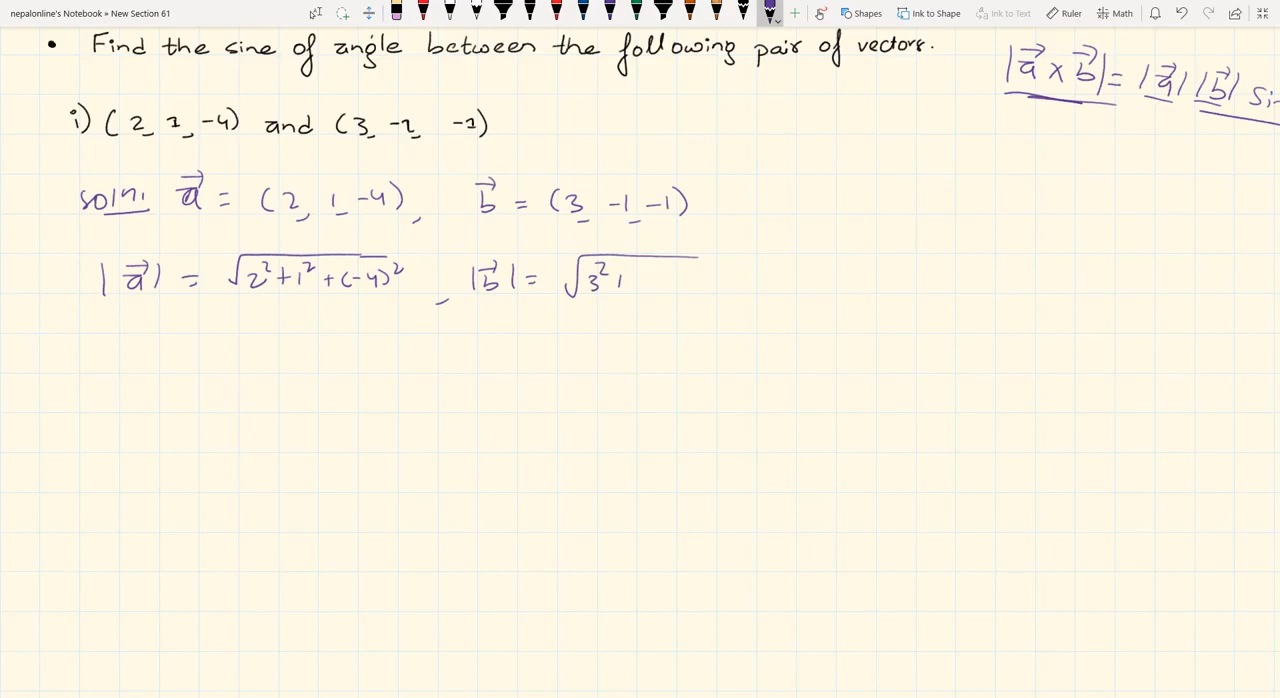 nepalonline's Notebook » New Section 61
Shapes Ink to Shape Ink to Text Ruler Math
• Find the sine of angle between the following pair of vectors.
|a⃗ × b⃗| = |a⃗| |b⃗| Si
i) (2, 1, -4) and (3, -1, -1)
soln: a⃗ = (2, 1, -4), b⃗ = (3, -1, -1)
|a⃗| = √2²+1²+(-4)², |b⃗| = √3²